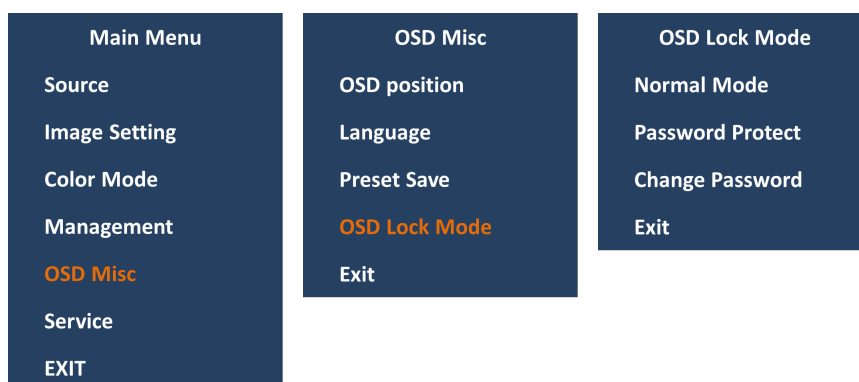 Main Menu
Source
Image Setting
Color Mode
Management
OSD Misc
Service
EXIT
OSD Misc
OSD position
Language
Preset Save
OSD Lock Mode
Exit
OSD Lock Mode
Normal Mode
Password Protect
Change Password
Exit